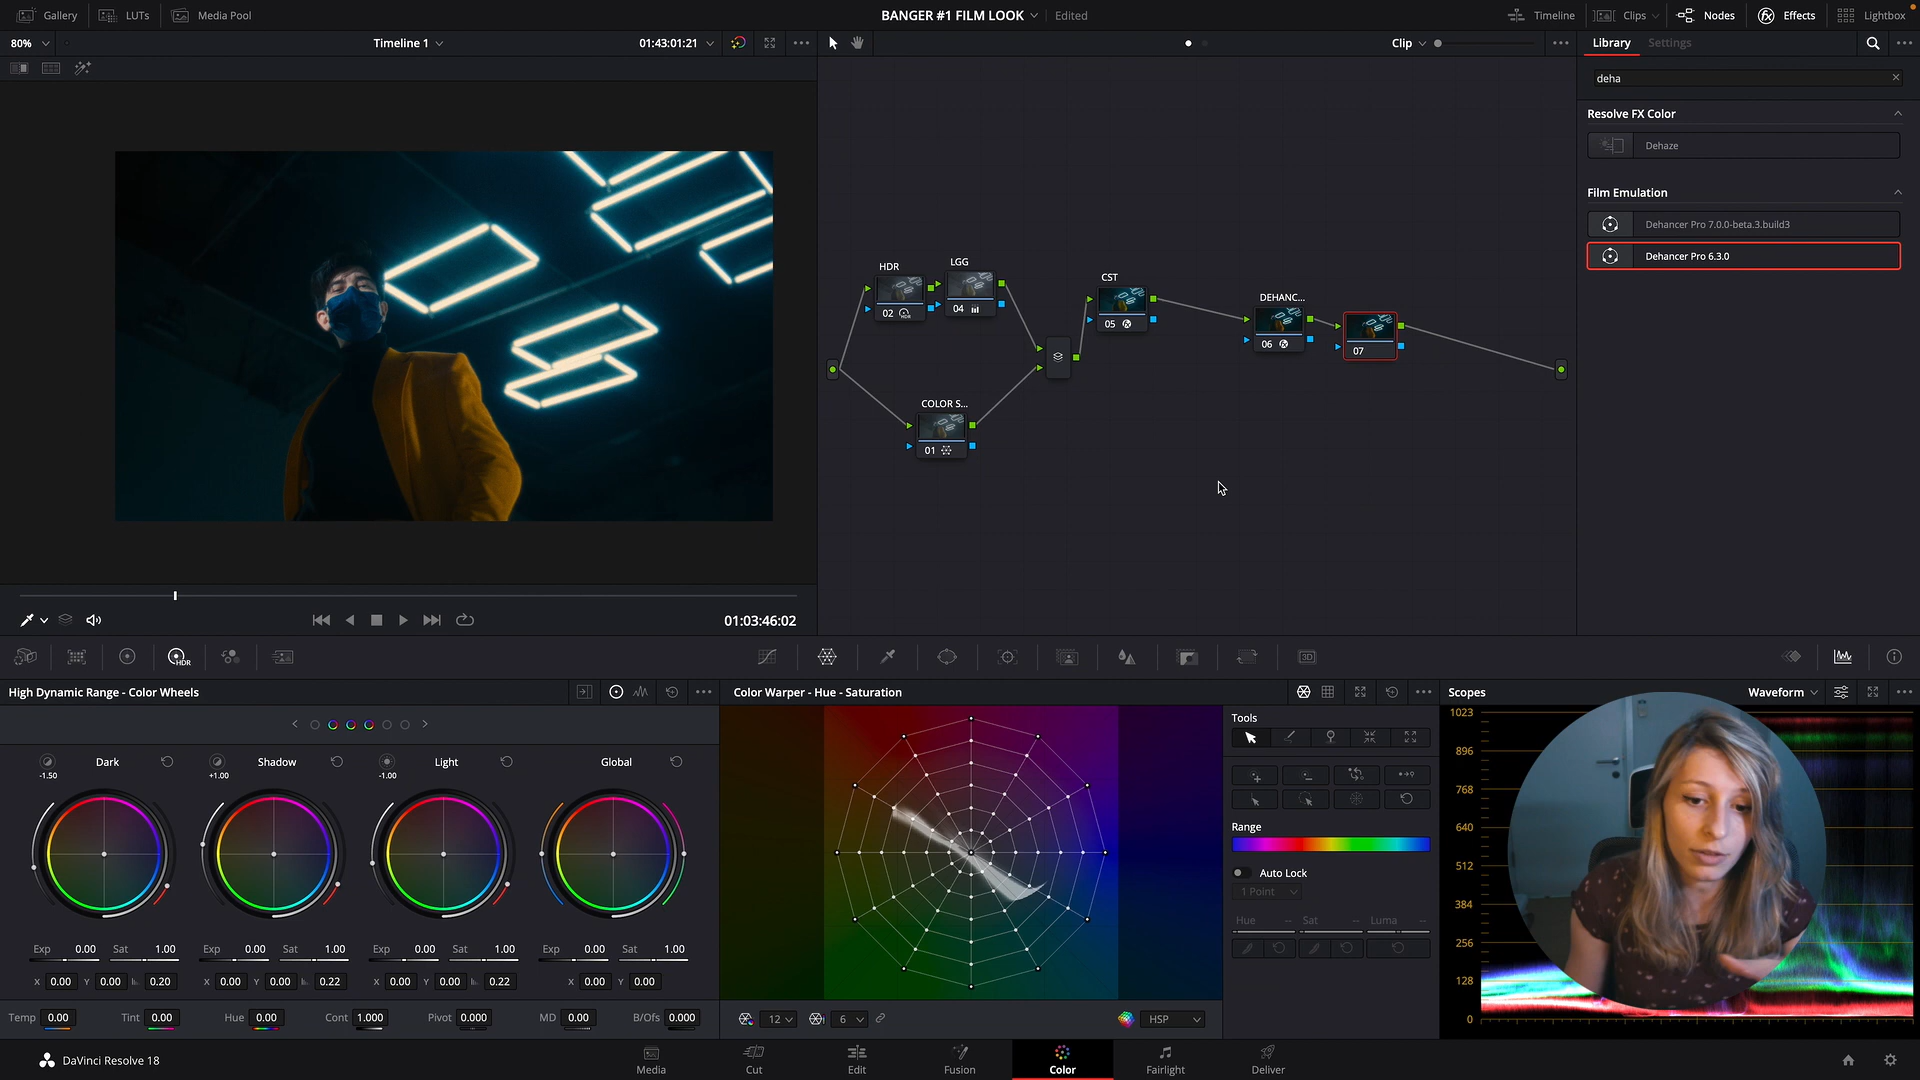 Gallery LUTs Media Pool BANGER #1 FILM LOOK Edited Timeline Clips Nodes Effects Lightbox
80% Timeline 1 01:43:01:21 Clip Library Settings
deha
Resolve FX Color
Dehaze
Film Emulation
Dehancer Pro 7.0.0-beta.3.build3
Dehancer Pro 6.3.0
HDR
02
HDR
LGG
04
CST
05
DEHANC...
06
07
COLOR S...
01
01:03:46:02
HDR
3D
High Dynamic Range - Color Wheels
Dark
-1.50
Shadow
+1.00
Light
-1.00
Global
Exp 0.00 Sat 1.00 Exp 0.00 Sat 1.00 Exp 0.00 Sat 1.00 Exp 0.00 Sat 1.00
X 0.00 Y 0.00 0.20 X 0.00 Y 0.00 0.22 X 0.00 Y 0.00 0.22 X 0.00 Y 0.00
Temp 0.00 Tint 0.00 Hue 0.00 Cont 1.000 Pivot 0.000 MD 0.00 B/Ofs 0.000
Color Warper - Hue - Saturation
12 6 HSP
Tools
Range
Auto Lock
1 Point
Hue -- Sat -- Luma --
Scopes Waveform
1023
896
768
640
512
384
256
128
0
DaVinci Resolve 18
Media Cut Edit Fusion Color Fairlight Deliver